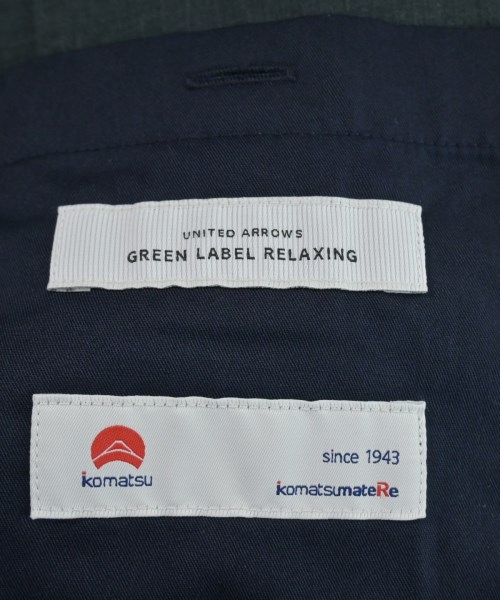 UNITED ARROWS
GREEN LABEL RELAXING
komatsu
since 1943
komatsumateRe